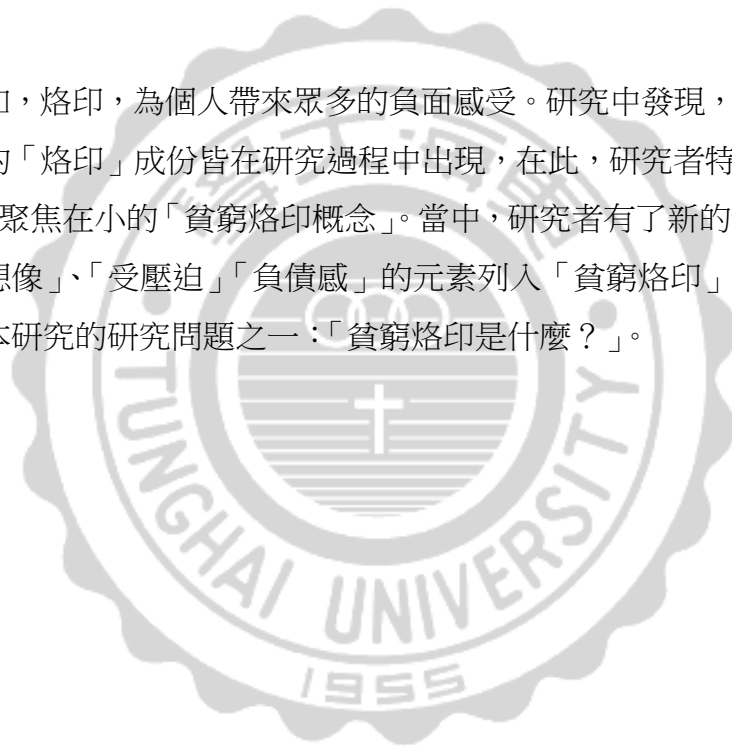 ，烙印，為個人帶來眾多的負面感受。研究中發現，
的「烙印」成份皆在研究過程中出現，在此，研究者特
聚焦在小的「貧窮烙印概念」。當中，研究者有了新的
想像」、「受壓迫」「負債感」的元素列入「貧窮烙印」
本研究的研究問題之一：「貧窮烙印是什麼？」。
TUNGHAI UNIVERSITY
1955